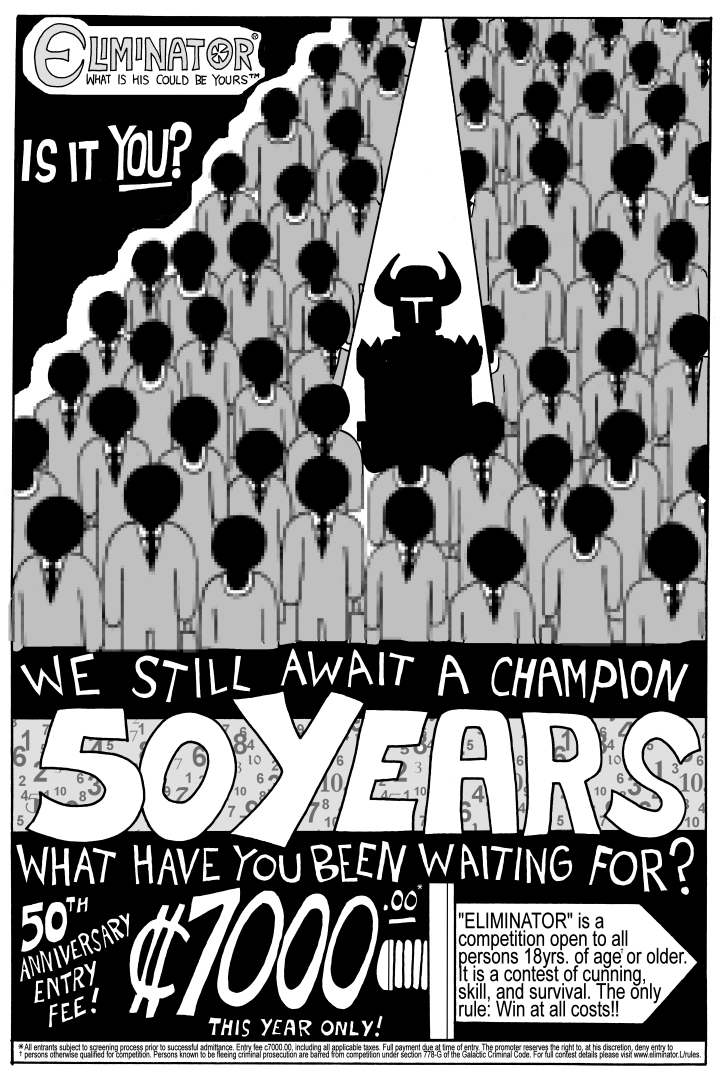 ELIMINATOR®
WHAT IS HIS COULD BE YOURS™
IS IT YOU?
WE STILL AWAIT A CHAMPION
50 YEARS
WHAT HAVE YOU BEEN WAITING FOR?
50TH
ANNIVERSARY
ENTRY
FEE!
₡7000.00*
THIS YEAR ONLY!
"ELIMINATOR" is a
competition open to all
persons 18yrs. of age† or older.
It is a contest of cunning,
skill, and survival. The only
rule: Win at all costs!!
* All entrants subject to screening process prior to successful admittance. Entry fee c7000.00, including all applicable taxes. Full payment due at time of entry. The promoter reserves the right to, at his discretion, deny entry to
† persons otherwise qualified for competition. Persons known to be fleeing criminal prosecution are barred from competition under section 778-G of the Galactic Criminal Code. For full contest details please visit www.eliminator.L/rules.